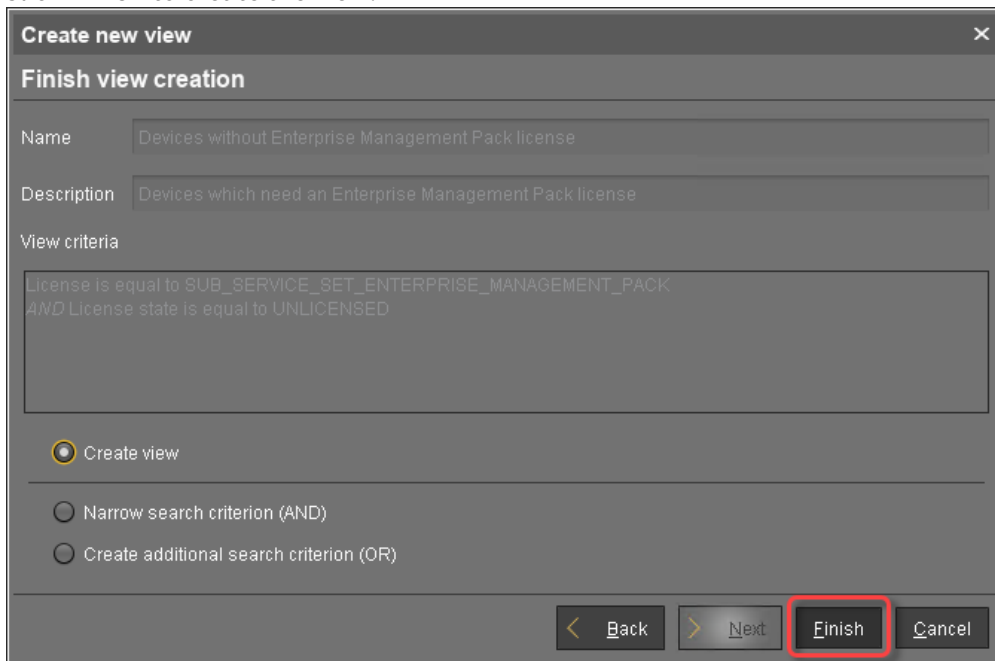 Create new view
Finish view creation
Name Devices without Enterprise Management Pack license
Description Devices which need an Enterprise Management Pack license
View criteria
License is equal to SUB_SERVICE_SET_ENTERPRISE_MANAGEMENT_PACK
AND License state is equal to UNLICENSED
Create view
Narrow search criterion (AND)
Create additional search criterion (OR)
Back Next Finish Cancel